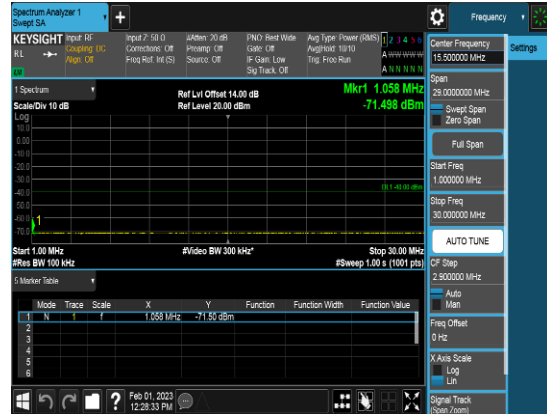 Spectrum Analyzer 1
Swept SA
+
Frequency
KEYSIGHT
RL
LM
Input: RF
Coupling: DC
Align: Off
Input Z: 50 Ω
Corrections: Off
Freq Ref: Int (S)
#Atten: 20 dB
Preamp: Off
Source: Off
PNO: Best Wide
Gate: Off
IF Gain: Low
Sig Track: Off
Avg Type: Power (RMS)
Avg|Hold: 10/10
Trig: Free Run
1 2 3 4 5 6
A W W W W W
A N N N N N
1 Spectrum
Scale/Div 10 dB
Ref Lvl Offset 14.00 dB
Ref Level 20.00 dBm
Mkr1 1.058 MHz
-71.498 dBm
Log
10.0
0.00
-10.0
-20.0
-30.0
-40.0
-50.0
-60.0
-70.0
DL1 -40.00 dBm
1
Start 1.00 MHz
#Res BW 100 kHz
#Video BW 300 kHz*
Stop 30.00 MHz
#Sweep 1.00 s (1001 pts)
5 Marker Table
Mode Trace Scale X Y Function Function Width Function Value
1 N 1 f 1.058 MHz -71.50 dBm
2
3
4
5
6
Feb 01, 2023
12:28:33 PM
?
Center Frequency
15.500000 MHz
Settings
Span
29.0000000 MHz
Swept Span
Zero Span
Full Span
Start Freq
1.000000 MHz
Stop Freq
30.000000 MHz
AUTO TUNE
CF Step
2.900000 MHz
Auto
Man
Freq Offset
0 Hz
X Axis Scale
Log
Lin
Signal Track
(Span Zoom)